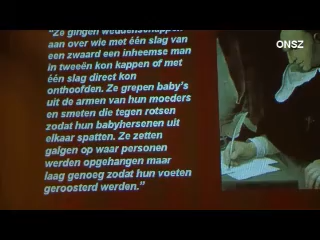 ONSZ
"Ze gingen weddenschappen
aan over wie met één slag van
een zwaard een inheemse man
in tweeën kon kappen of met
één slag direct kon
onthoofden. Ze grepen baby's
uit de armen van hun moeders
en smeten die tegen rotsen
zodat hun babyhersenen uit
elkaar spatten. Ze zetten
galgen op waar personen
werden opgehangen maar
laag genoeg zodat hun voeten
geroosterd werden."